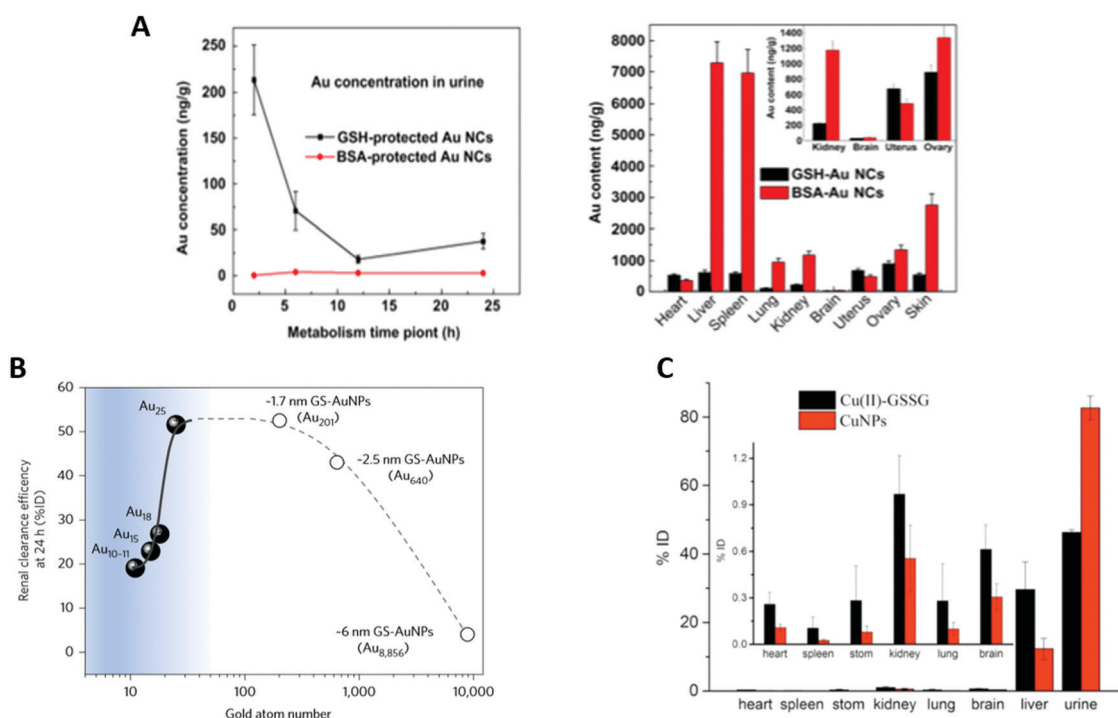 A
Au concentration in urine
GSH-protected Au NCs
BSA-protected Au NCs
Au concentration (ng/g)
250
200
150
100
50
0
0
5
10
15
20
25
Metabolism time piont (h)
Au content (ng/g)
8000
7000
6000
5000
4000
3000
2000
1000
0
Au content (ng/g)
1400
1200
1000
800
600
400
200
0
Kidney
Brain
Uterus
Ovary
GSH-Au NCs
BSA-Au NCs
Heart
Liver
Spleen
Lung
Kidney
Brain
Uterus
Ovary
Skin
B
Renal clearance efficency
at 24 h (%ID)
60
50
40
30
20
10
0
Au25
Au18
Au15
Au10-11
~1.7 nm GS-AuNPs
(Au201)
~2.5 nm GS-AuNPs
(Au640)
~6 nm GS-AuNPs
(Au8,856)
10
100
1,000
10,000
Gold atom number
C
Cu(II)-GSSG
CuNPs
% ID
80
60
40
20
0
% ID
1.2
0.9
0.6
0.3
0.0
heart
spleen
stom
kidney
lung
brain
heart
spleen
stom
kidney
lung
brain
liver
urine